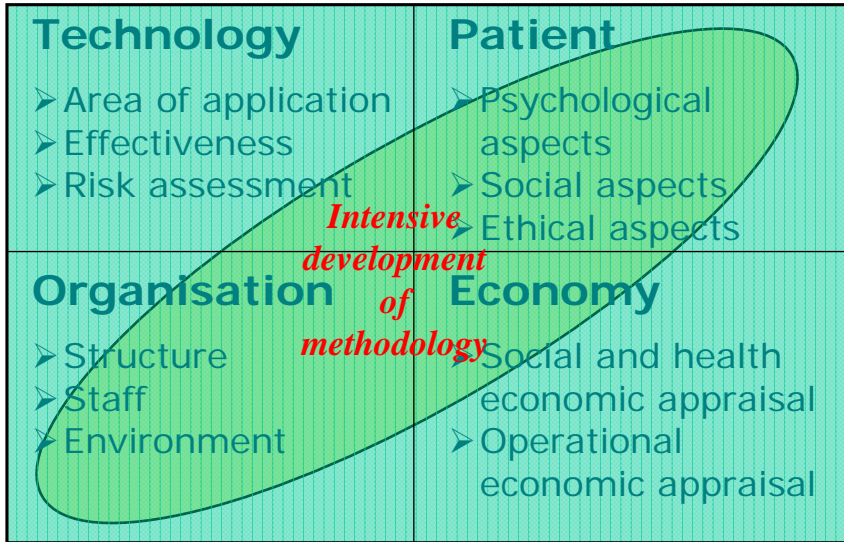 Technology
➢Area of application
➢Effectiveness
➢Risk assessment
Patient
➢Psychological
aspects
➢Social aspects
➢Ethical aspects
Intensive
development
of
methodology
Organisation
➢Structure
➢Staff
➢Environment
Economy
➢Social and health
economic appraisal
➢Operational
economic appraisal